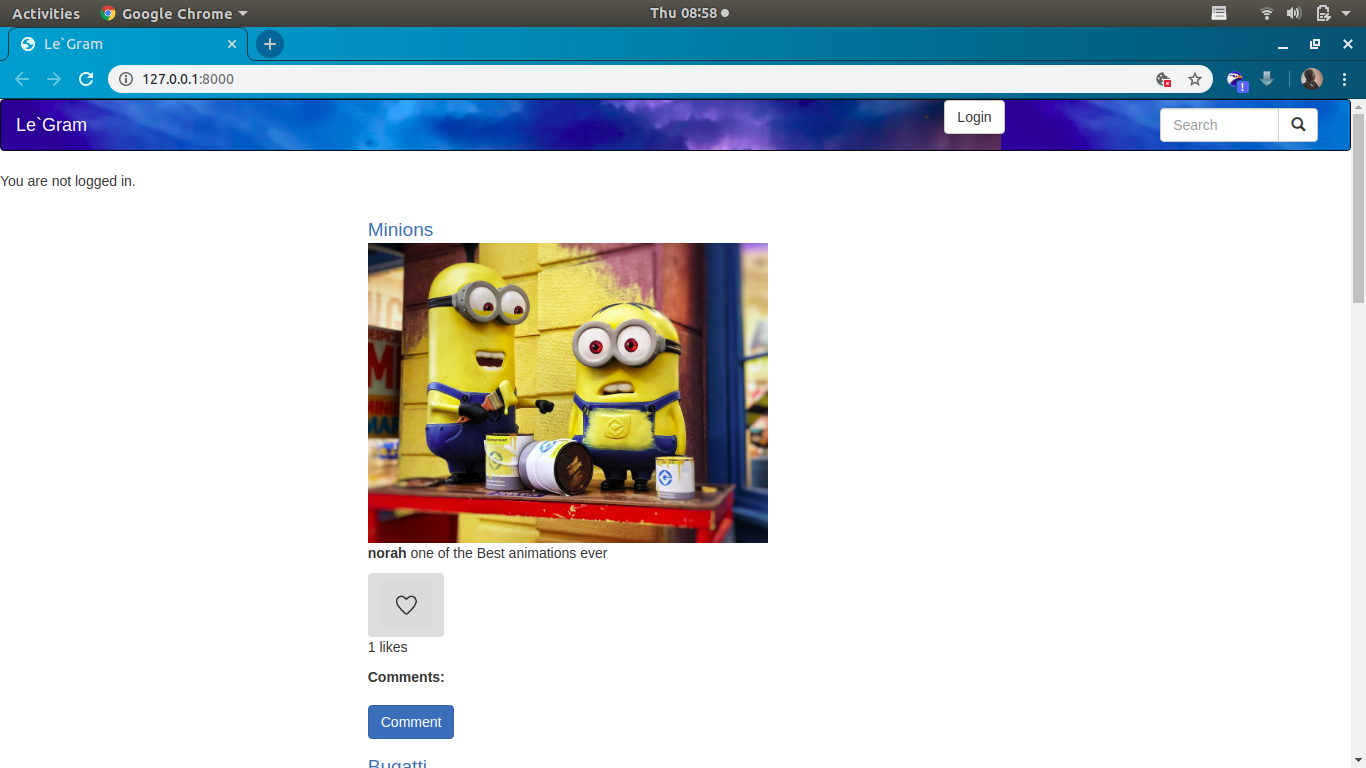 Activities Google Chrome Thu 08:58
Le`Gram
127.0.0.1:8000
Le`Gram Login Search
You are not logged in.
Minions
norah one of the Best animations ever
1 likes
Comments:
Comment
Bugatti